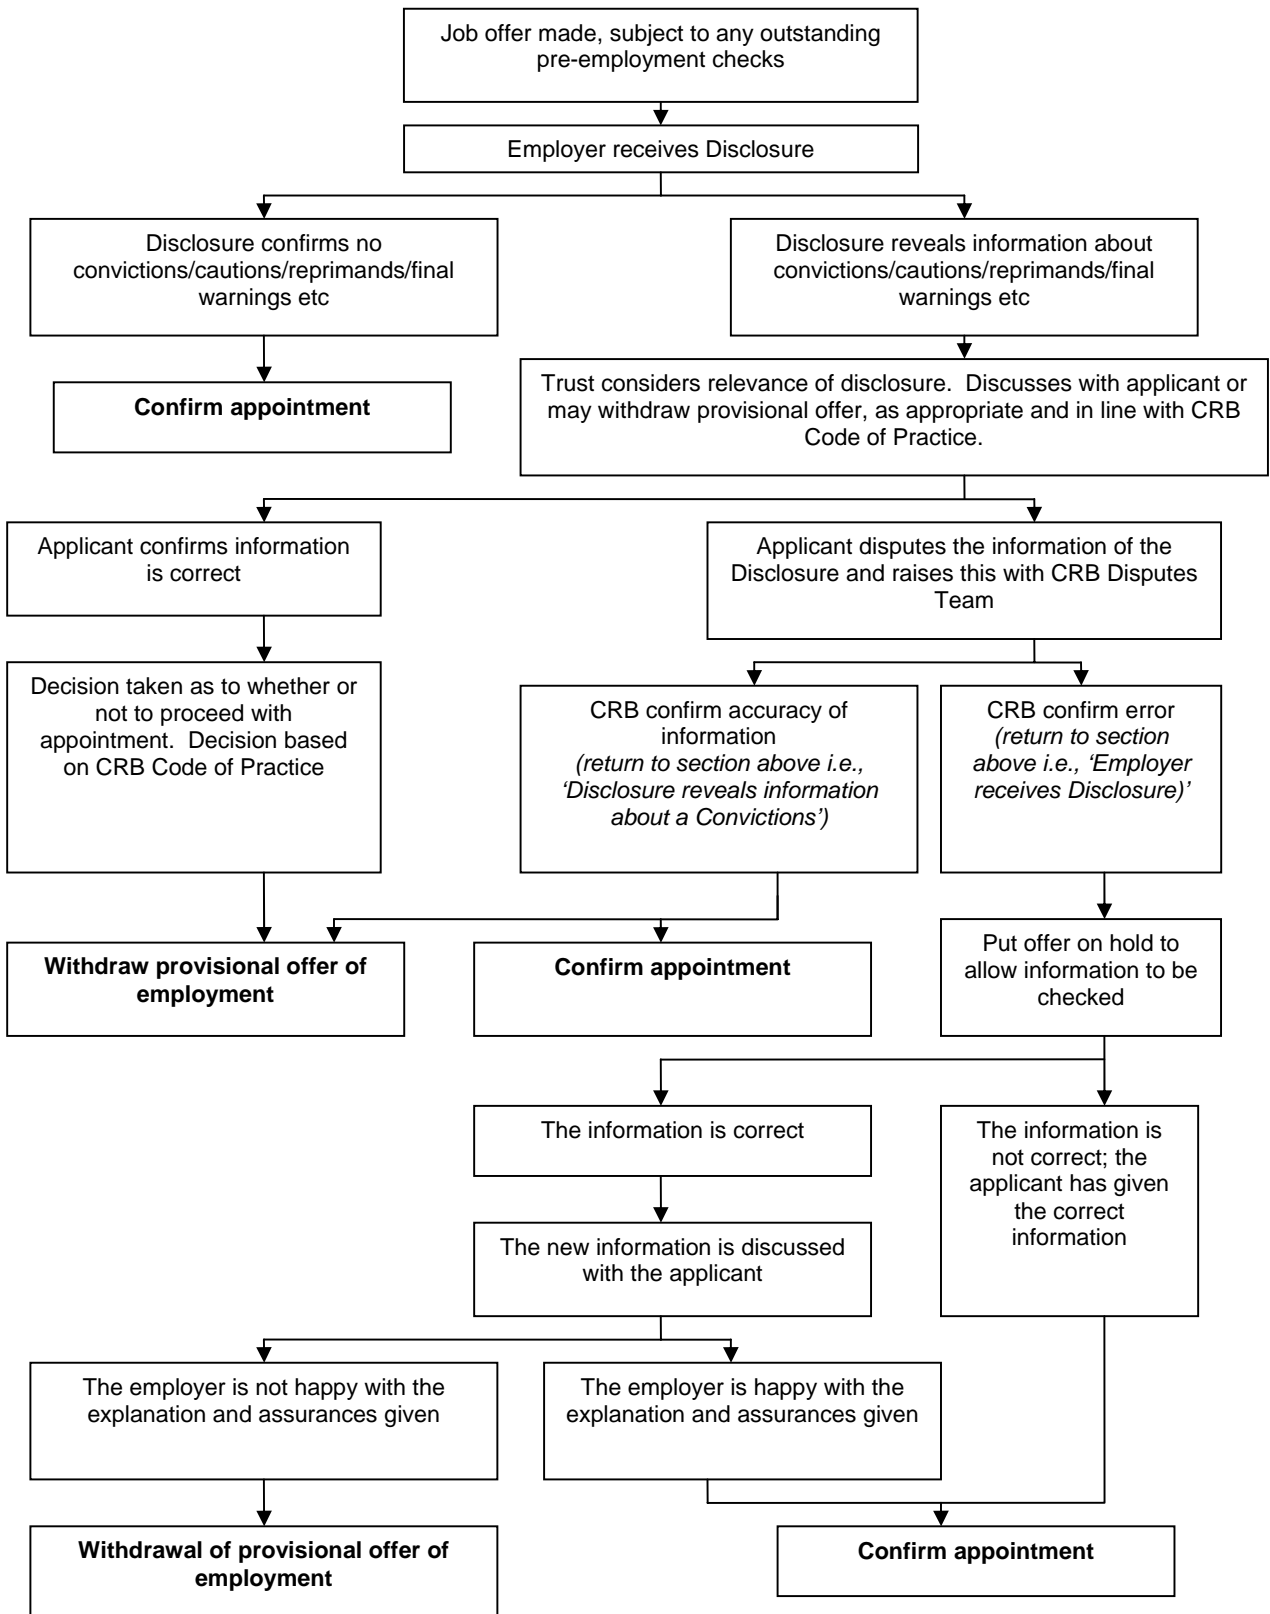 Job offer made, subject to any outstanding
pre-employment checks
Employer receives Disclosure
Disclosure confirms no
convictions/cautions/reprimands/final
warnings etc
Disclosure reveals information about
convictions/cautions/reprimands/final
warnings etc
Confirm appointment
Trust considers relevance of disclosure.  Discusses with applicant or
may withdraw provisional offer, as appropriate and in line with CRB
Code of Practice.
Applicant confirms information
is correct
Applicant disputes the information of the
Disclosure and raises this with CRB Disputes
Team
Decision taken as to whether or
not to proceed with
appointment.  Decision based
on CRB Code of Practice
CRB confirm accuracy of
information
(return to section above i.e.,
‘Disclosure reveals information
about a Convictions’)
CRB confirm error
(return to section
above i.e., ‘Employer
receives Disclosure)’
Withdraw provisional offer of
employment
Confirm appointment
Put offer on hold to
allow information to be
checked
The information is correct
The information is
not correct; the
applicant has given
the correct
information
The new information is discussed
with the applicant
The employer is not happy with the
explanation and assurances given
The employer is happy with the
explanation and assurances given
Withdrawal of provisional offer of
employment
Confirm appointment